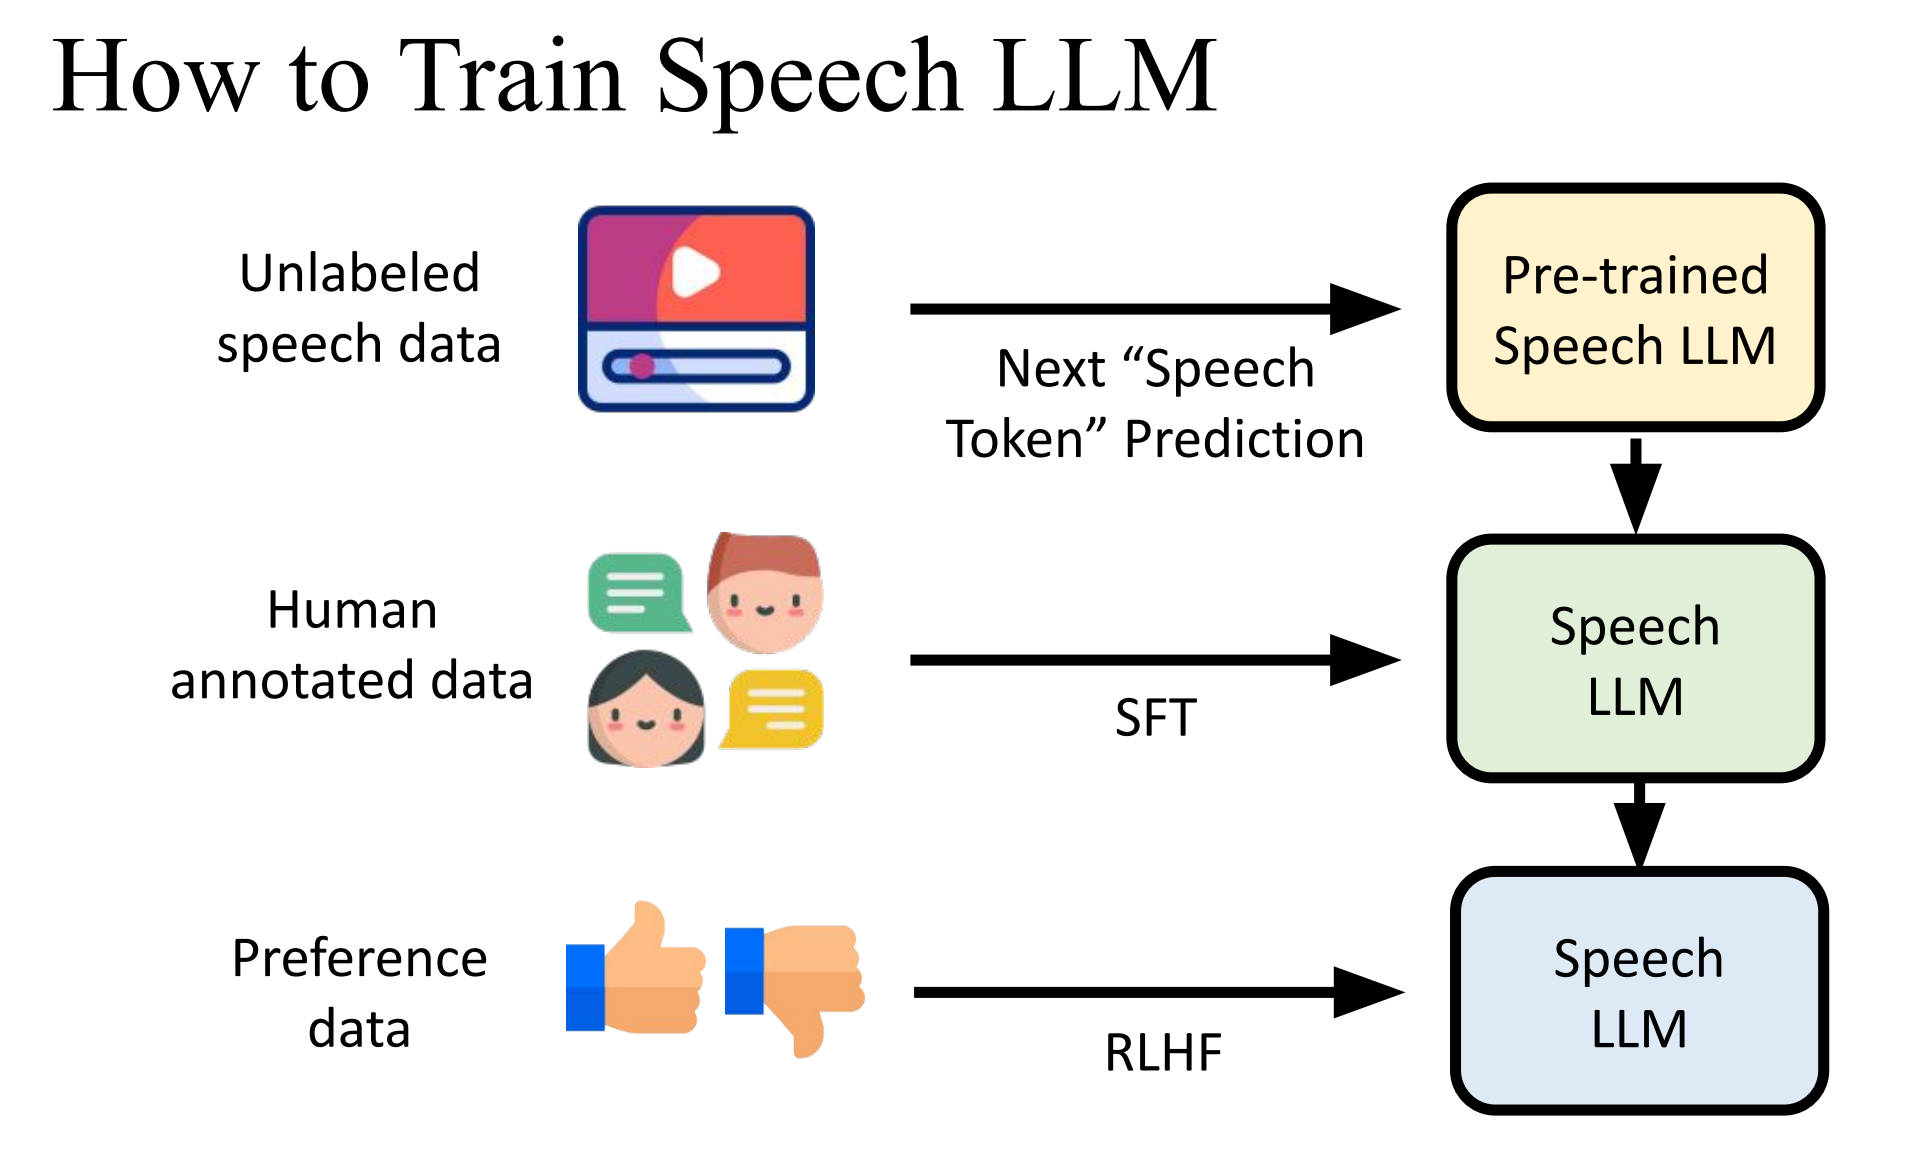 How to Train Speech LLM
Unlabeled
speech data
Next “Speech
Token” Prediction
Pre-trained
Speech LLM
Human
annotated data
SFT
Speech
LLM
Preference
data
RLHF
Speech
LLM